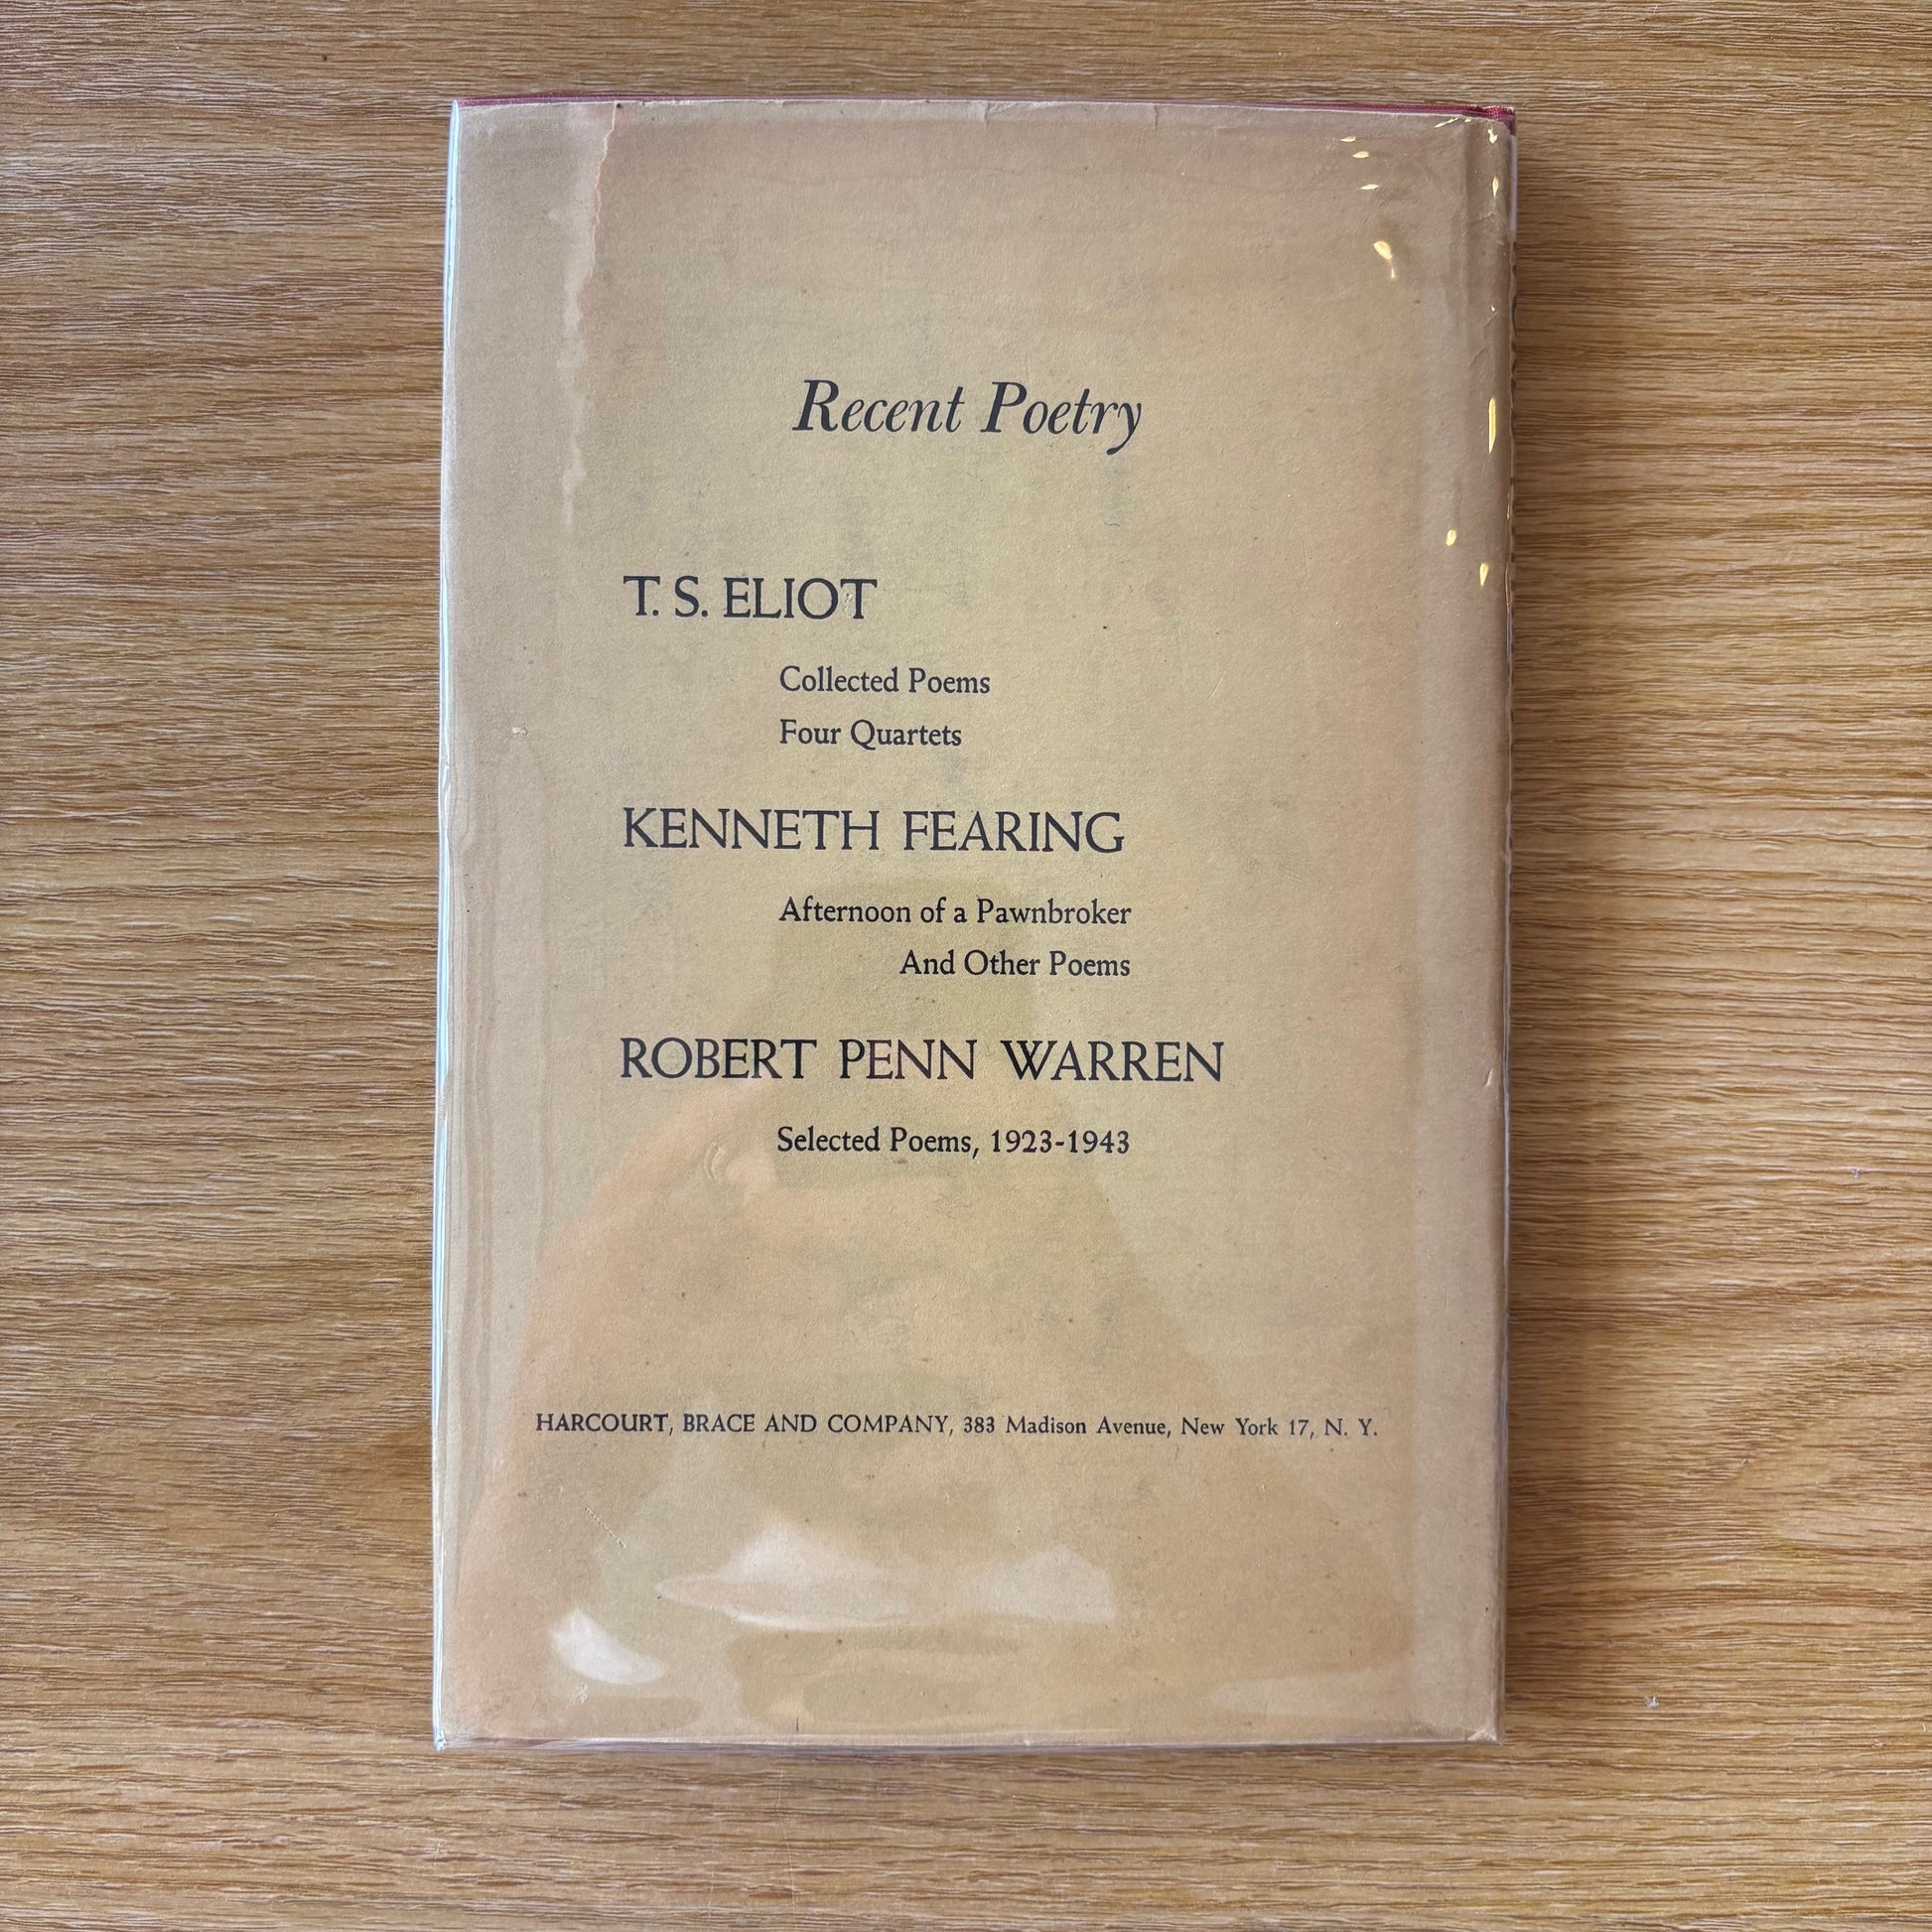 Recent Poetry
T. S. ELIOT
Collected Poems
Four Quartets
KENNETH FEARING
Afternoon of a Pawnbroker
And Other Poems
ROBERT PENN WARREN
Selected Poems, 1923-1943
HARCOURT, BRACE AND COMPANY, 383 Madison Avenue, New York 17, N. Y.